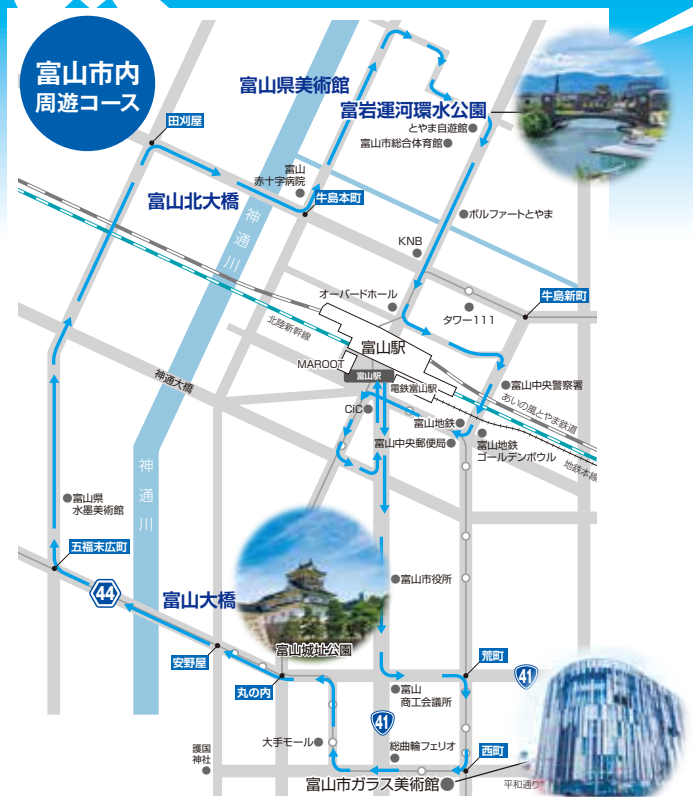 富山市内
周遊コース
富山県美術館
富岩運河環水公園
とやま自遊館
富山市総合体育館
田刈屋
富山
赤十字病院
牛島本町
富山北大橋
神通川
ボルファートとやま
KNB
オーバードホール
タワー111
牛島新町
北陸新幹線
富山駅
MAROOT
富山駅
電鉄富山駅
神通大橋
CiC
富山地鉄
富山中央警察署
あいの風とやま鉄道
富山中央郵便局
富山地鉄
ゴールデンボウル
地鉄本線
神通川
富山県
水墨美術館
五福末広町
44
富山大橋
富山市役所
富山城址公園
安野屋
丸の内
荒町
41
富山
商工会議所
41
大手モール
総曲輪フェリオ
西町
護国
神社
富山市ガラス美術館
平和通り